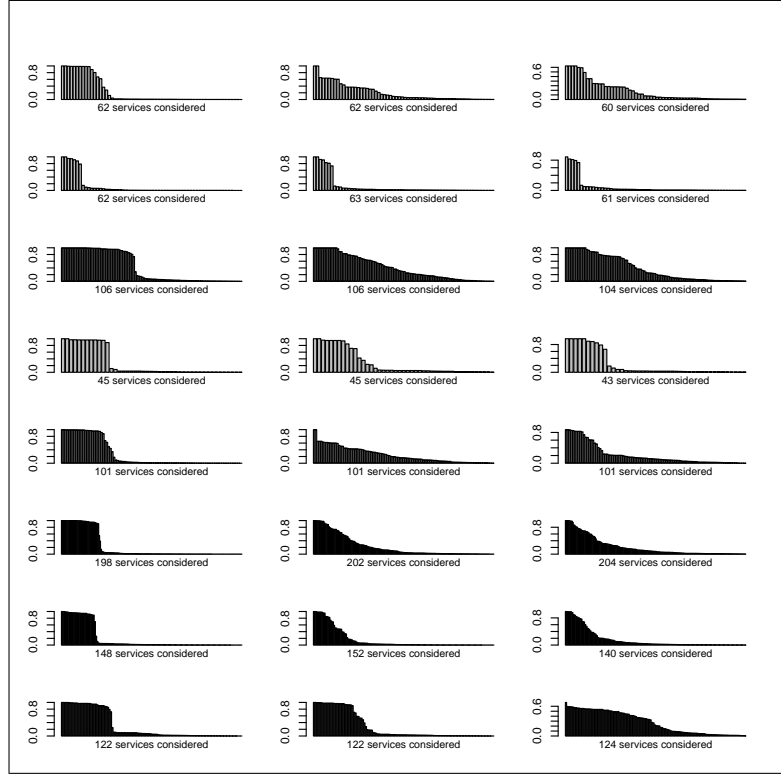 0.0 0.8 0.0 0.8 0.0 0.6
62 services considered 62 services considered 60 services considered
0.0 0.8 0.0 0.8 0.0 0.8
62 services considered 63 services considered 61 services considered
0.0 0.8 0.0 0.8 0.0 0.8
106 services considered 106 services considered 104 services considered
0.0 0.8 0.0 0.8 0.0 0.8
45 services considered 45 services considered 43 services considered
0.0 0.8 0.0 0.8 0.0 0.8
101 services considered 101 services considered 101 services considered
0.0 0.8 0.0 0.8 0.0 0.8
198 services considered 202 services considered 204 services considered
0.0 0.8 0.0 0.8 0.0 0.8
148 services considered 152 services considered 140 services considered
0.0 0.8 0.0 0.8 0.0 0.6
122 services considered 122 services considered 124 services considered